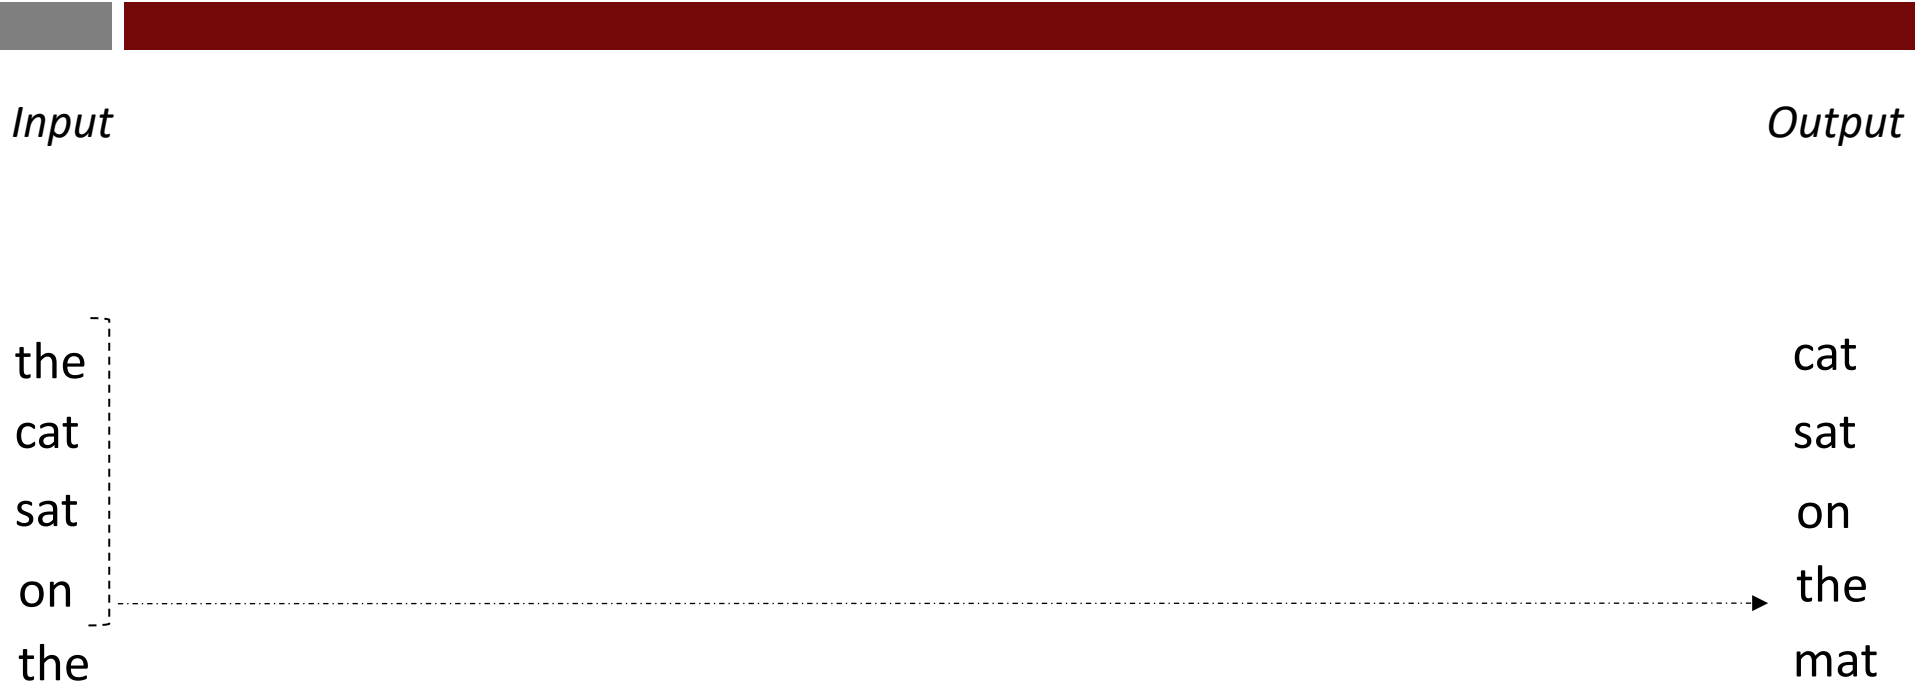 Input Output
the cat
cat sat
sat on
on the
the mat